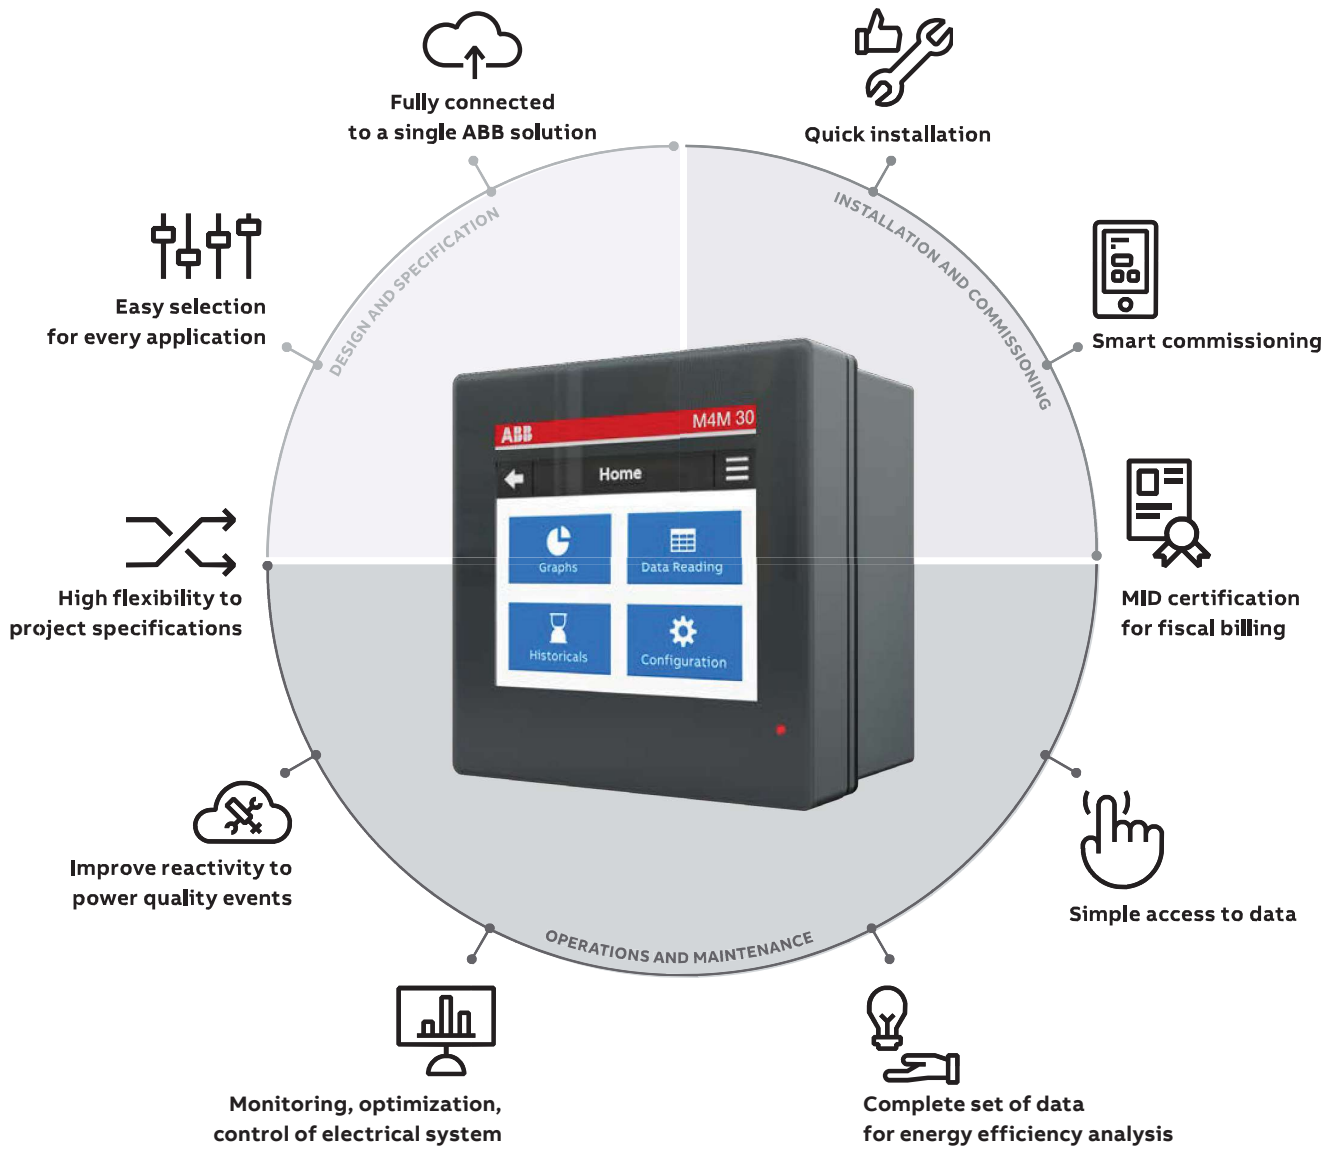 Fully connected
to a single ABB solution
Quick installation
DESIGN AND SPECIFICATION
INSTALLATION AND COMMISSIONING
Easy selection
for every application
Smart commissioning
ABB
M4M 30
Home
Graphs
Data Reading
Historicals
Configuration
High flexibility to
project specifications
MID certification
for fiscal billing
Improve reactivity to
power quality events
Simple access to data
OPERATIONS AND MAINTENANCE
Monitoring, optimization,
control of electrical system
Complete set of data
for energy efficiency analysis